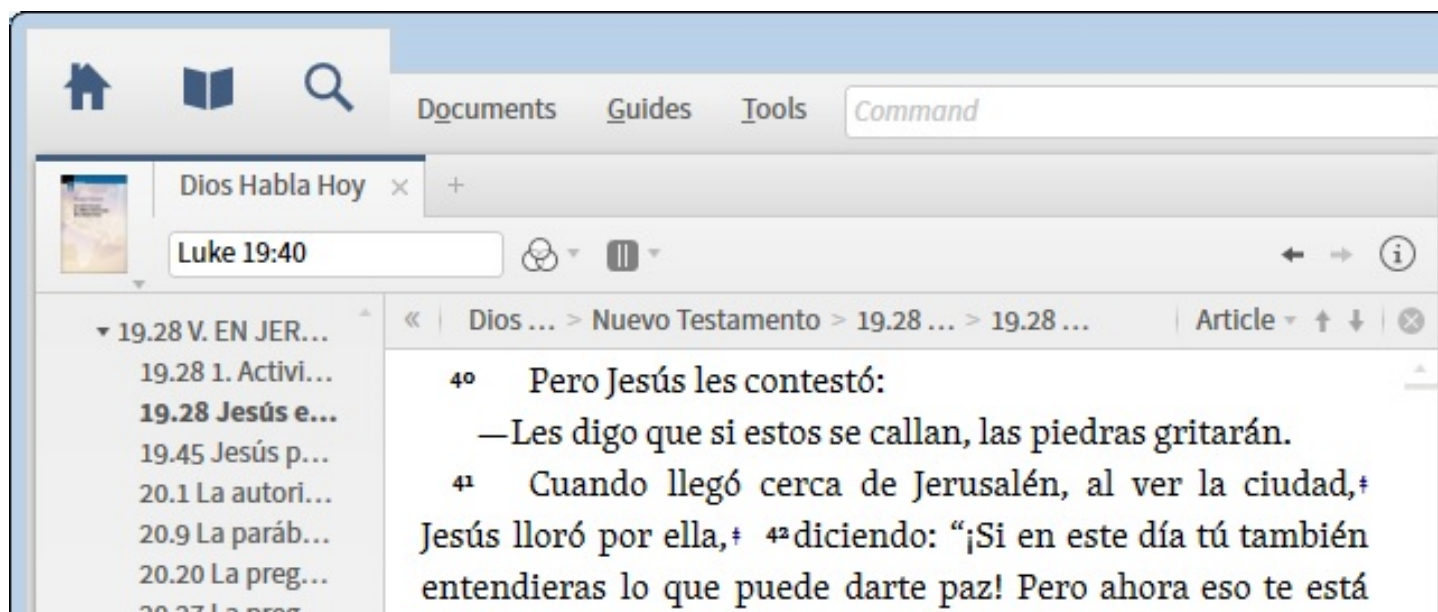 Documents Guides Tools Command
Dios Habla Hoy
Luke 19:40
19.28 V. EN JER...
19.28 1. Activi...
19.28 Jesús e...
19.45 Jesús p...
20.1 La autori...
20.9 La paráb...
20.20 La preg...
20.27 La preg...
« Dios ... > Nuevo Testamento > 19.28 ... > 19.28 ... Article
40 Pero Jesús les contestó:
—Les digo que si estos se callan, las piedras gritarán.
41 Cuando llegó cerca de Jerusalén, al ver la ciudad,‡
Jesús lloró por ella,‡ 42 diciendo: “¡Si en este día tú también
entendieras lo que puede darte paz! Pero ahora eso te está